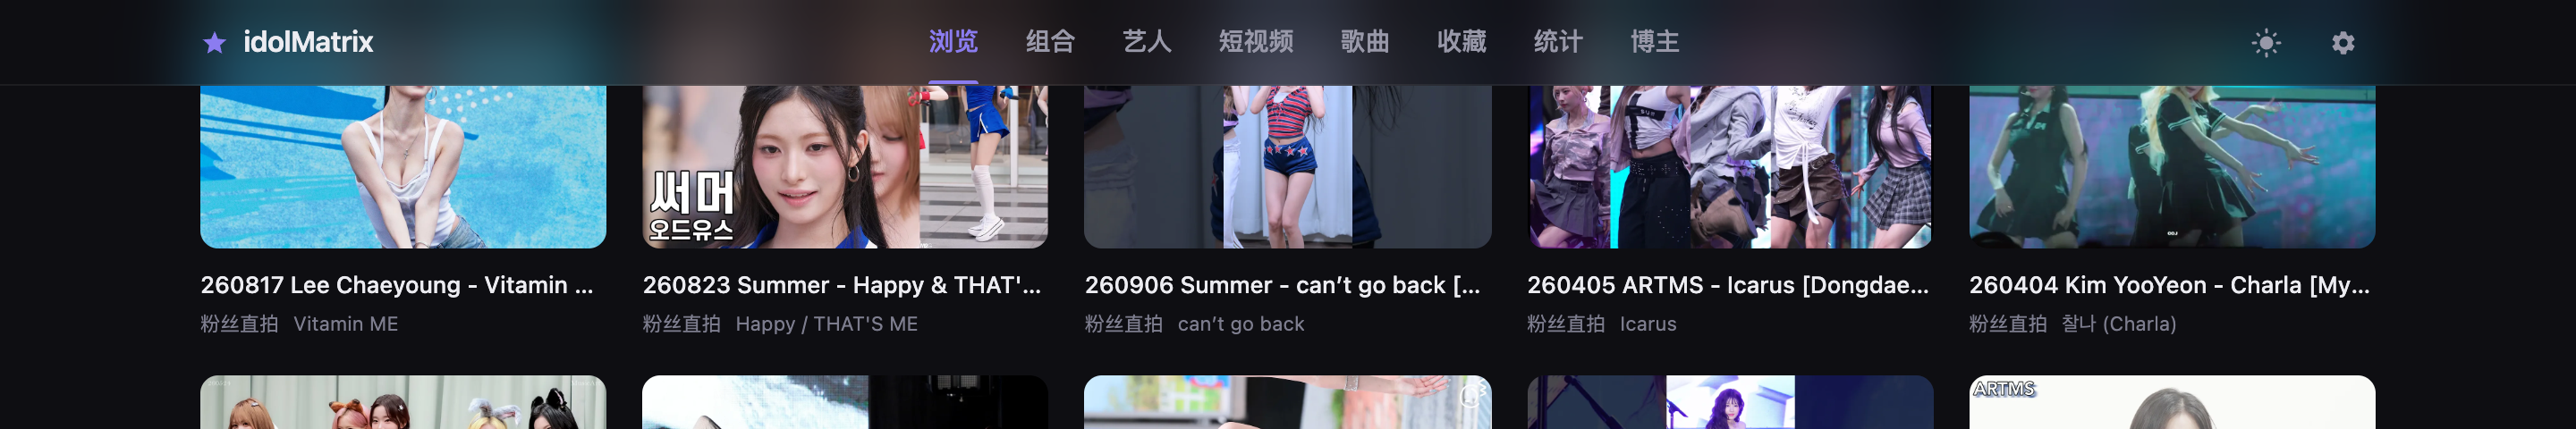 idolMatrix
浏览 组合 艺人 短视频 歌曲 收藏 统计 博主
써머
오드유스
260817 Lee Chaeyoung - Vitamin ...
粉丝直拍 Vitamin ME
260823 Summer - Happy & THAT'...
粉丝直拍 Happy / THAT'S ME
260906 Summer - can’t go back [...
粉丝直拍 can’t go back
260405 ARTMS - Icarus [Dongdae...
粉丝直拍 Icarus
260404 Kim YooYeon - Charla [My...
粉丝直拍 찰나 (Charla)
ARTMS